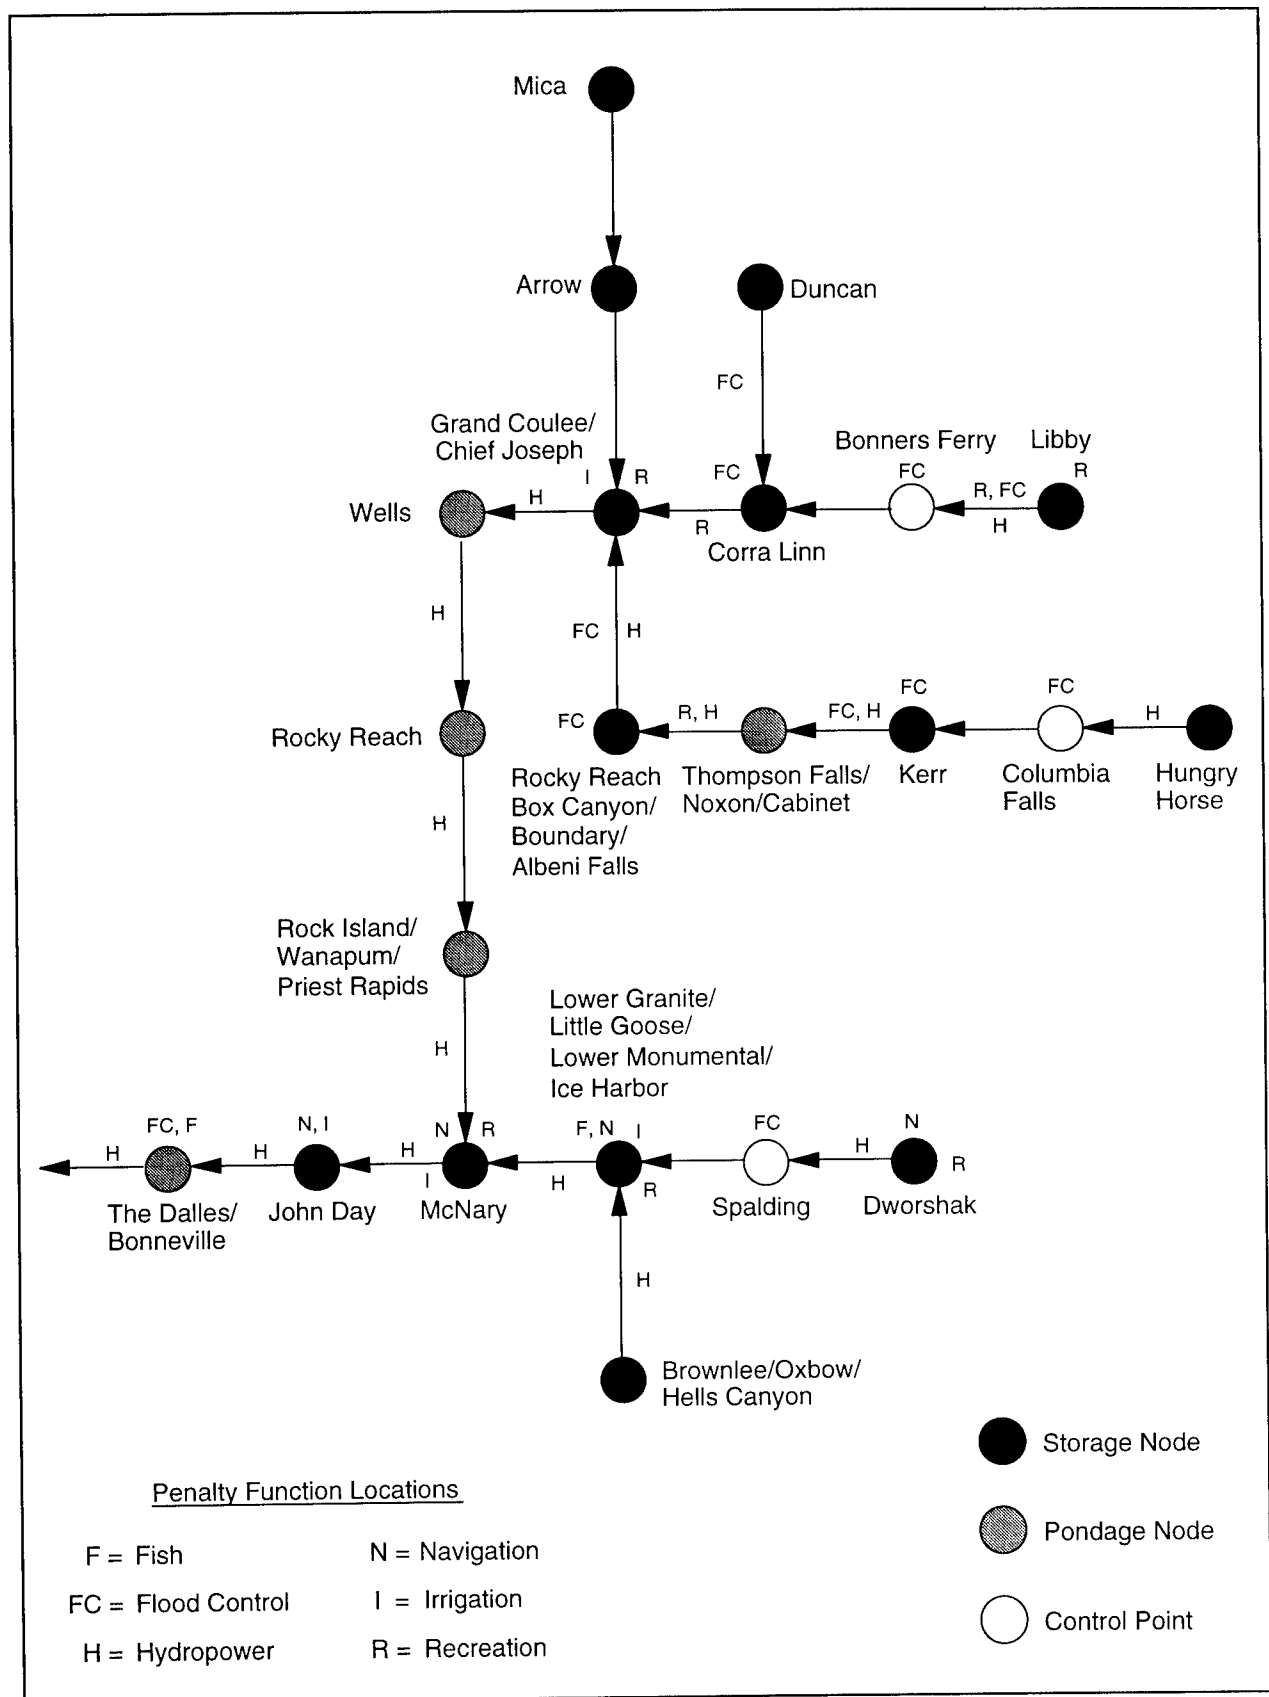 Mica
Arrow
Duncan
FC
Grand Coulee/
Chief Joseph
Bonners Ferry
Libby
I
R
FC
FC
R
R, FC
H
Wells
H
R
Corra Linn
H
FC
H
FC
FC
FC
R, H
FC, H
H
Rocky Reach
Rocky Reach
Box Canyon/
Boundary/
Albeni Falls
Thompson Falls/
Noxon/Cabinet
Kerr
Columbia
Falls
Hungry
Horse
H
Rock Island/
Wanapum/
Priest Rapids
Lower Granite/
Little Goose/
Lower Monumental/
Ice Harbor
H
FC, F
N, I
N
R
F, N
I
FC
N
H
H
H
I
H
R
H
R
The Dalles/
Bonneville
John Day
McNary
Spalding
Dworshak
H
Brownlee/Oxbow/
Hells Canyon
Storage Node
Pondage Node
Control Point
Penalty Function Locations
F = Fish
N = Navigation
FC = Flood Control
I = Irrigation
H = Hydropower
R = Recreation